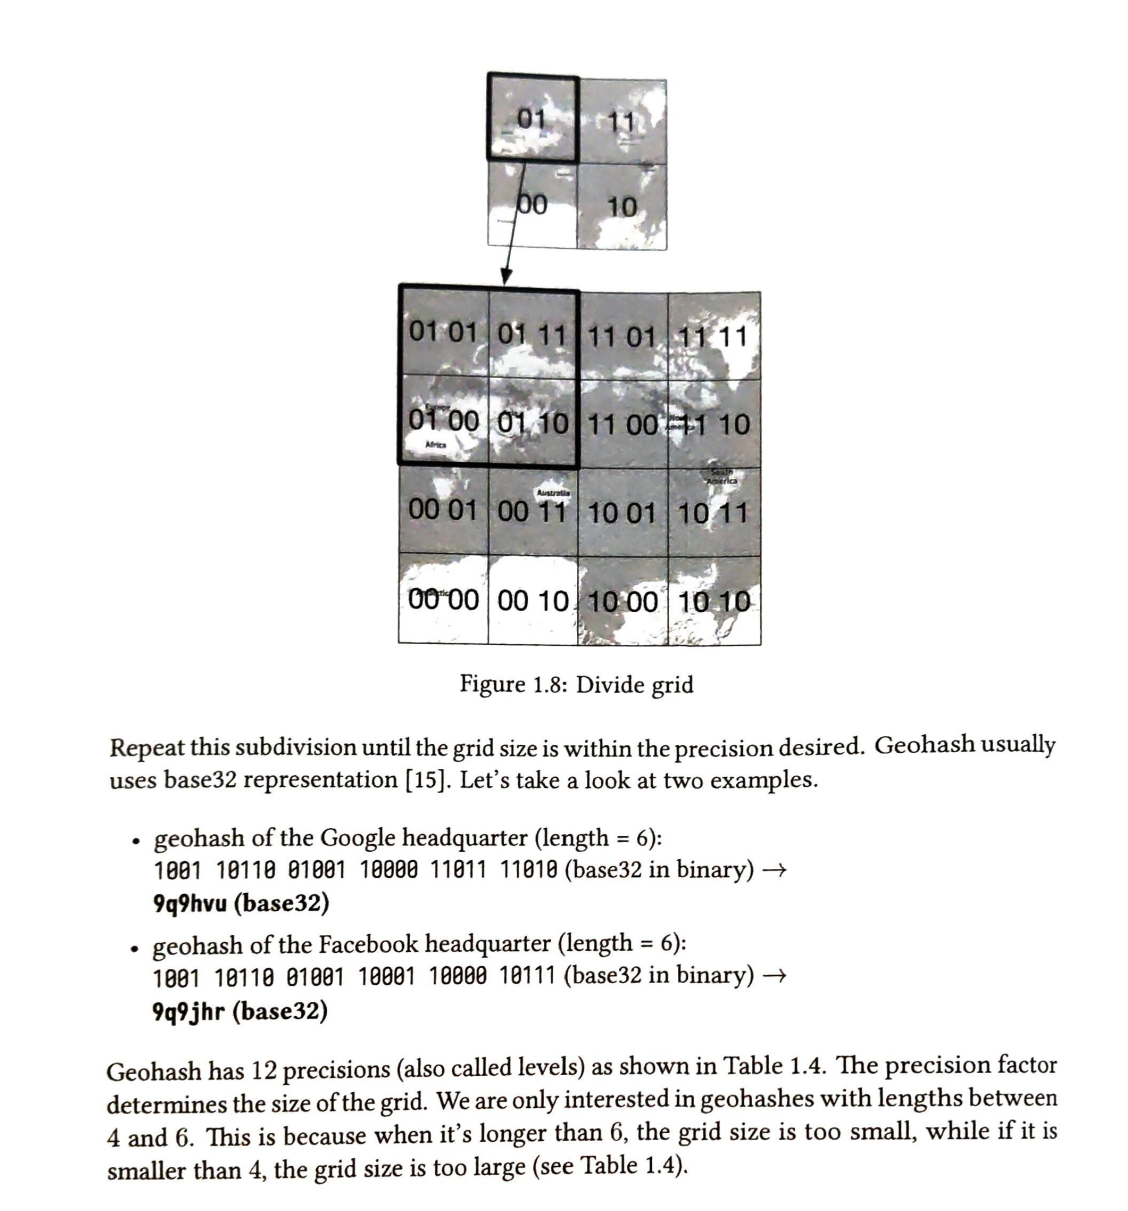 01 11
00 10
01 01 01 11 11 01 11 11
01 00 01 10 11 00 11 10
Africa
South
America
Australia
00 01 00 11 10 01 10 11
00 00 00 10 10 00 10 10
Figure 1.8: Divide grid
Repeat this subdivision until the grid size is within the precision desired. Geohash usually
uses base32 representation [15]. Let's take a look at two examples.
• geohash of the Google headquarter (length = 6):
1001 10110 01001 10000 11011 11010 (base32 in binary) →
9q9hvu (base32)
• geohash of the Facebook headquarter (length = 6):
1001 10110 01001 10001 10000 10111 (base32 in binary) →
9q9jhr (base32)
Geohash has 12 precisions (also called levels) as shown in Table 1.4. The precision factor
determines the size of the grid. We are only interested in geohashes with lengths between
4 and 6. This is because when it's longer than 6, the grid size is too small, while if it is
smaller than 4, the grid size is too large (see Table 1.4).